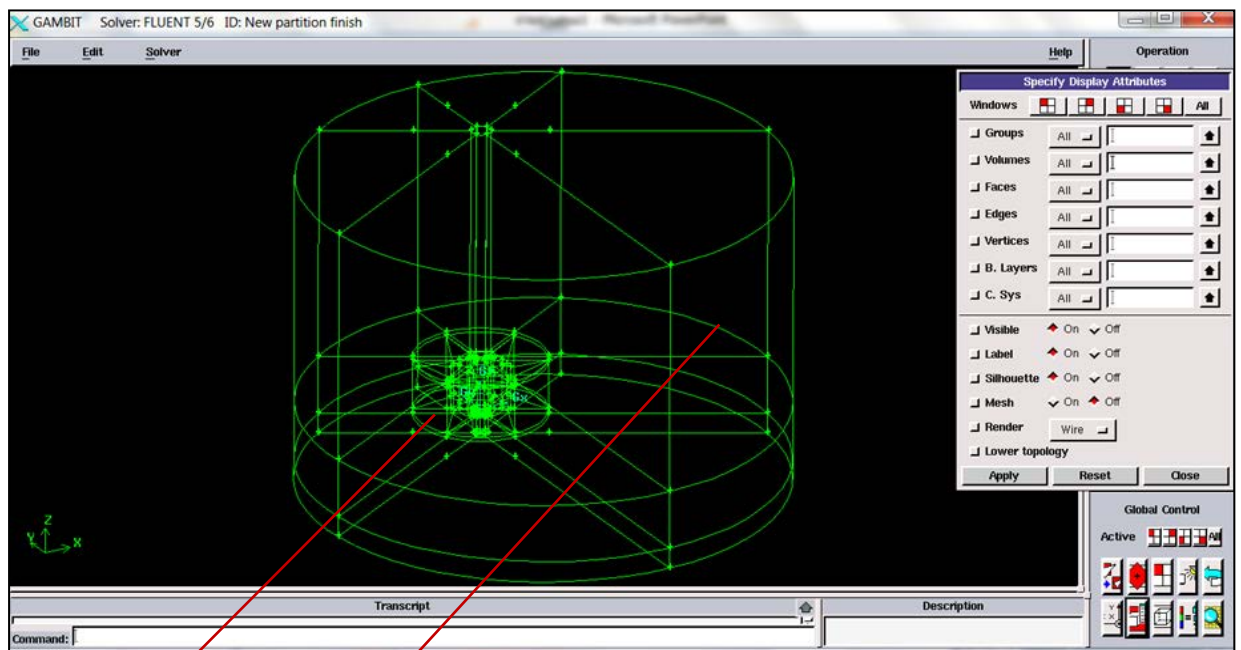 GAMBIT Solver: FLUENT 5/6 ID: New partition finish
File Edit Solver Help Operation
Specify Display Attributes
Windows All
Groups All
Volumes All
Faces All
Edges All
Vertices All
B. Layers All
C. Sys All
Visible On Off
Label On Off
Silhouette On Off
Mesh On Off
Render Wire
Lower topology
Apply Reset Close
Gx
Z
Y X
Global Control
Active All
Transcript Description
Command: